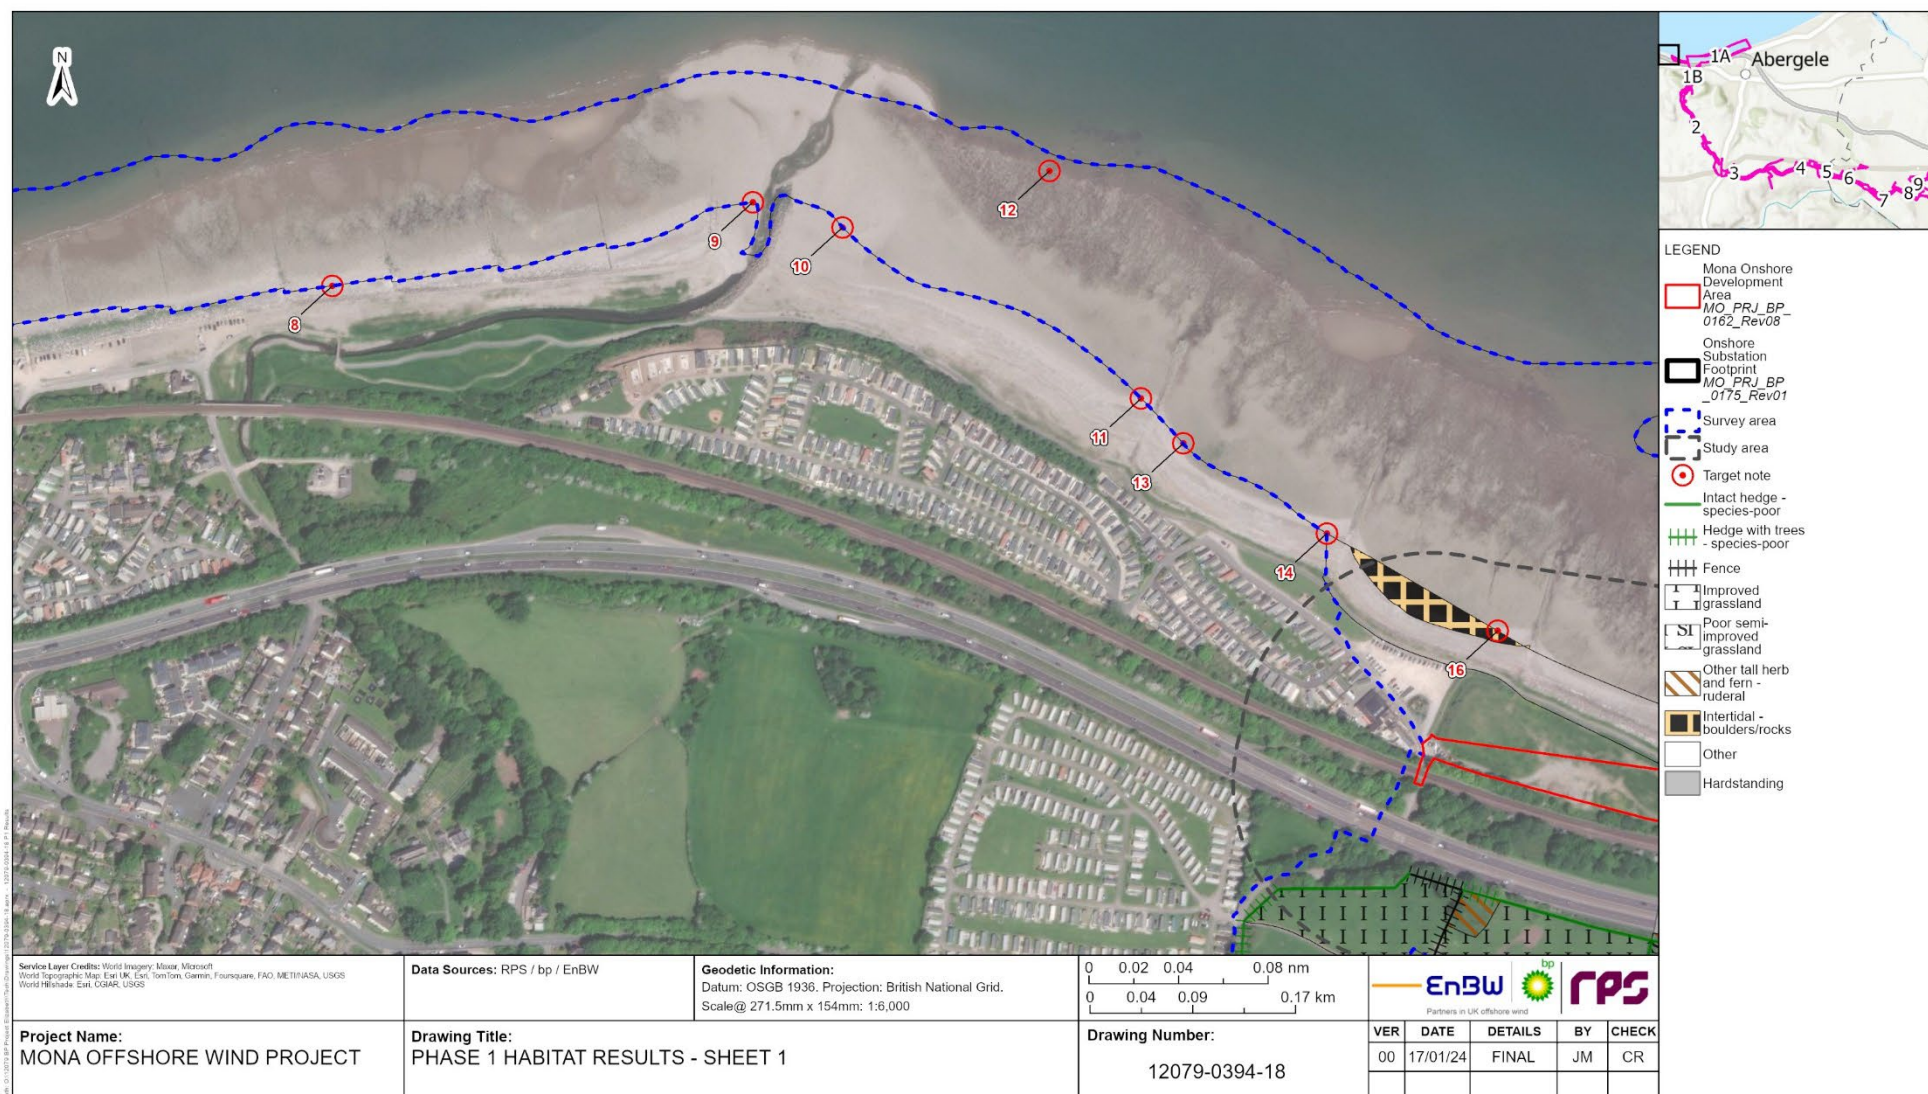 N
8
9
10
12
11
13
14
16
1A
Abergele
1B
2
3
4
5
6
7
8
9
LEGEND
Mona Onshore
Development
Area
MO_PRJ_BP_
0162_Rev08
Onshore
Substation
Footprint
MO_PRJ_BP
_0175_Rev01
Survey area
Study area
Target note
Intact hedge -
species-poor
Hedge with trees
- species-poor
Fence
Improved
grassland
Poor semi-
improved
grassland
SI
Other tall herb
and fern -
ruderal
Intertidal -
boulders/rocks
Other
Hardstanding
Service Layer Credits: World Imagery: Maxar, Microsoft
World Topographic Map: Esri UK, Esri, TomTom, Garmin, Foursquare, FAO, METI/NASA, USGS
World Hillshade: Esri, CGIAR, USGS
Data Sources: RPS / bp / EnBW
Geodetic Information:
Datum: OSGB 1936. Projection: British National Grid.
Scale@ 271.5mm x 154mm: 1:6,000
0 0.02 0.04 0.08 nm
0 0.04 0.09 0.17 km
EnBW
bp
rps
Partners in UK offshore wind
Project Name:
MONA OFFSHORE WIND PROJECT
Drawing Title:
PHASE 1 HABITAT RESULTS - SHEET 1
Drawing Number:
12079-0394-18
VER DATE DETAILS BY CHECK
00 17/01/24 FINAL JM CR